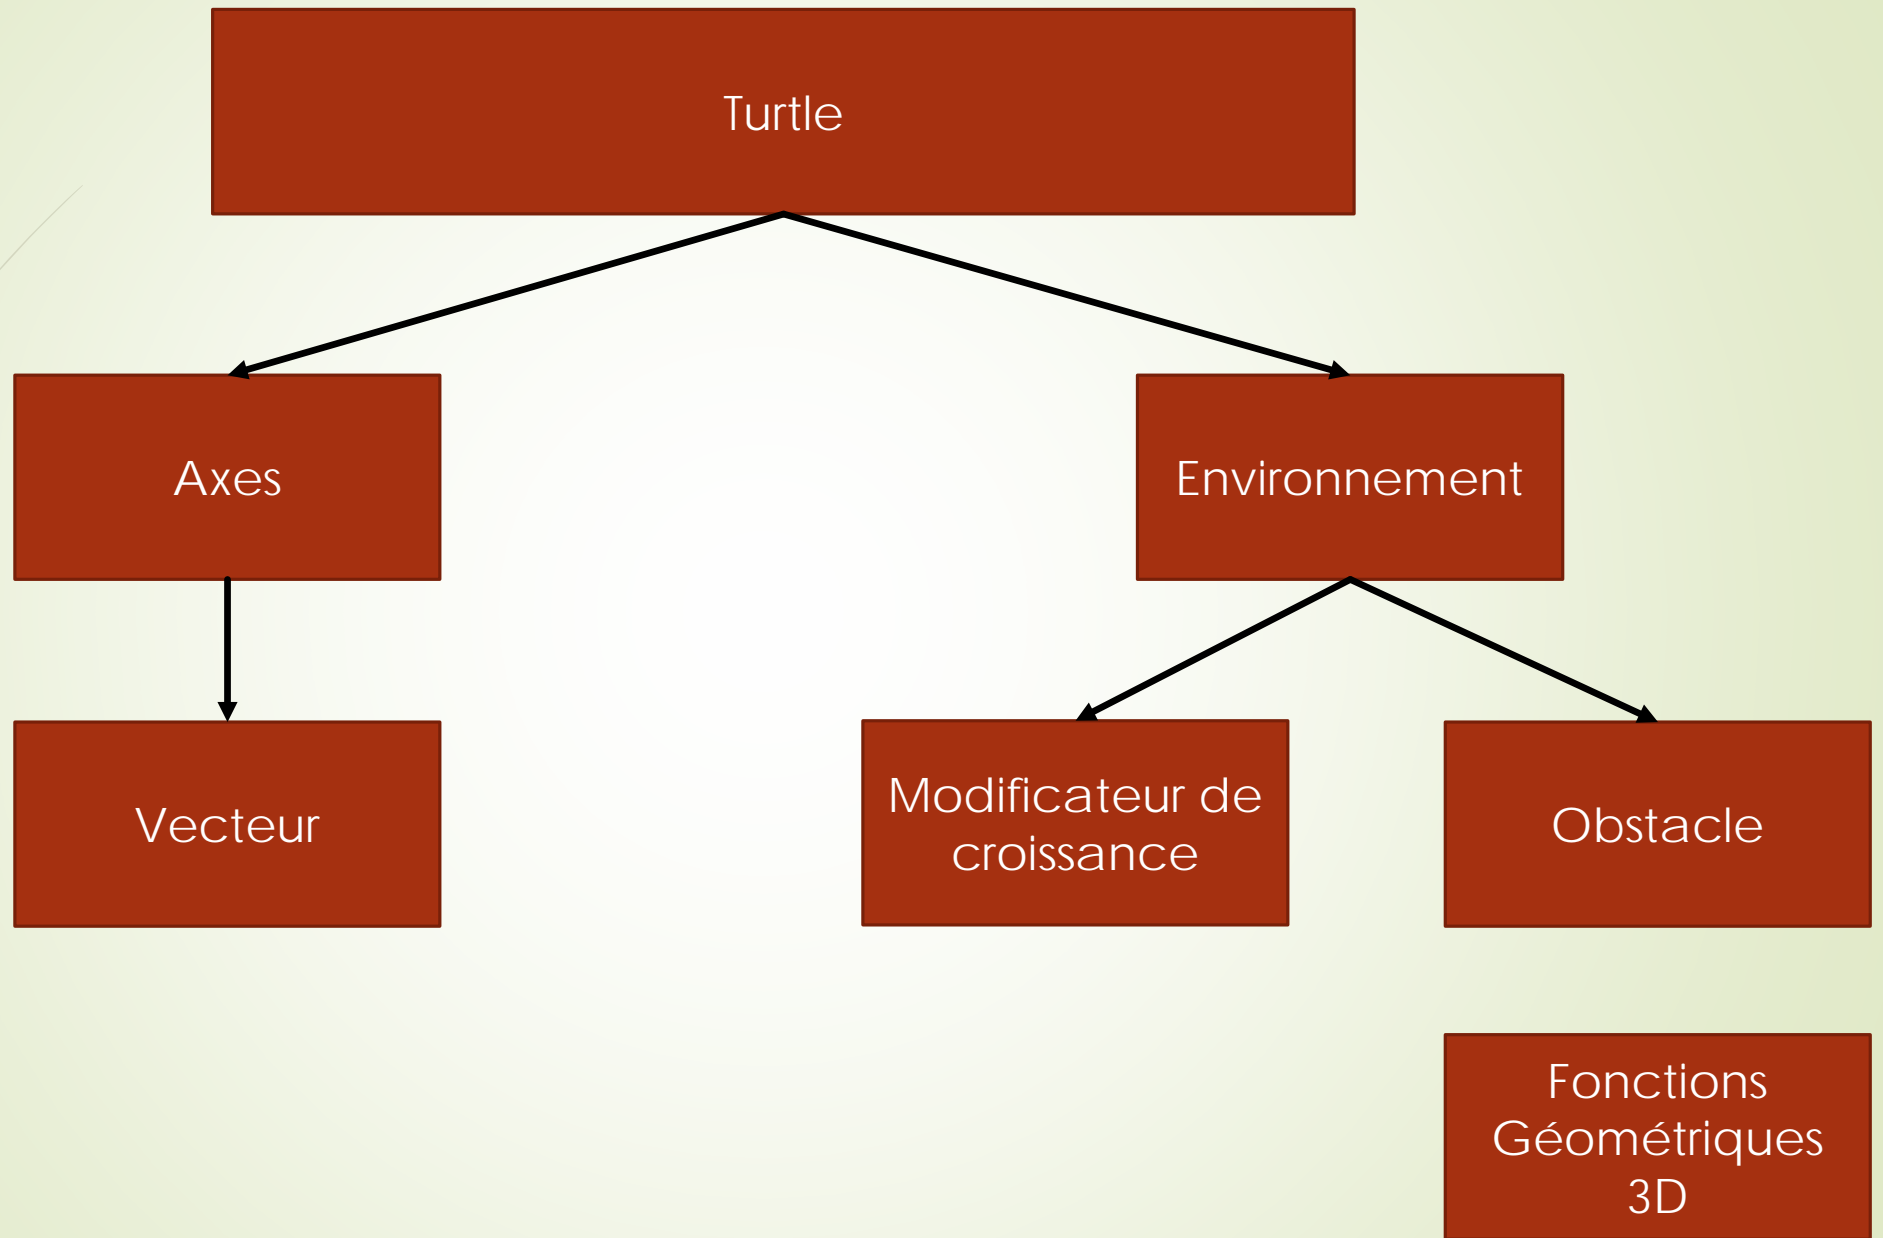 Turtle
Axes
Environnement
Vecteur
Modificateur de
croissance
Obstacle
Fonctions
Géométriques
3D